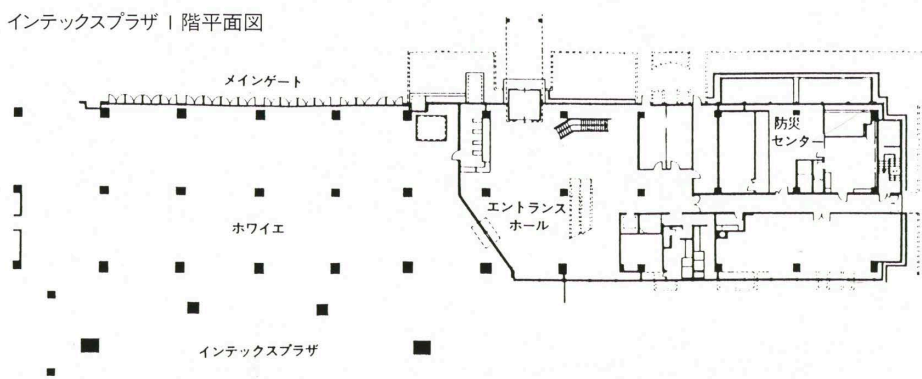 インテックスプラザ 1階平面図
メインゲート
防災
センター
エントランス
ホール
ホワイエ
インテックスプラザ